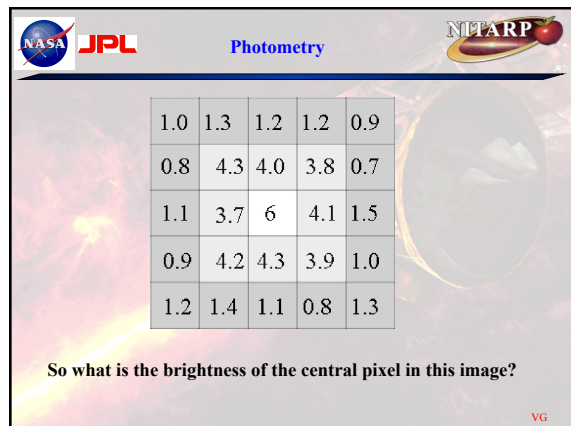 NASA JPL Photometry NITARP
1.0 1.3 1.2 1.2 0.9
0.8 4.3 4.0 3.8 0.7
1.1 3.7 6 4.1 1.5
0.9 4.2 4.3 3.9 1.0
1.2 1.4 1.1 0.8 1.3
So what is the brightness of the central pixel in this image?
VG